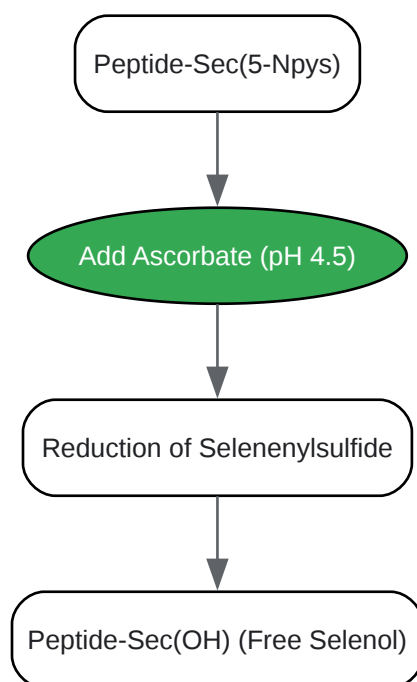 Peptide-Sec(5-Npys)
Add Ascorbate (pH 4.5)
Reduction of Selenenylsulfide
Peptide-Sec(OH) (Free Selenol)